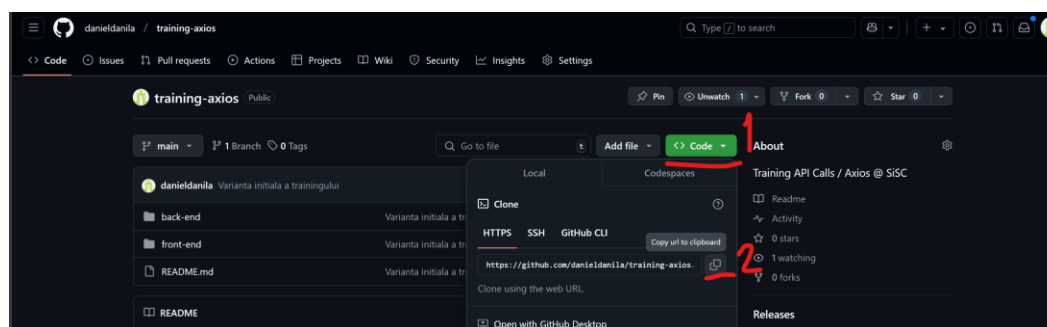 danieldanila / training-axios
Type / to search
Code Issues Pull requests Actions Projects Wiki Security Insights Settings
training-axios Public
Pin Unwatch 1 Fork 0 Star 0
1
main 1 Branch 0 Tags
Go to file t
Add file Code
About
danieldanila Varianta initiala a trainingului
Local Codespaces
Training API Calls / Axios @ SiSC
back-end Varianta initiala a
Clone
Readme
Activity
front-end Varianta initiala a
HTTPS SSH GitHub CLI
Copy url to clipboard
0 stars
README.md Varianta initiala a
https://github.com/danieldanila/training-axios.
2
1 watching
0 forks
Clone using the web URL.
README
Open with GitHub Desktop
Releases